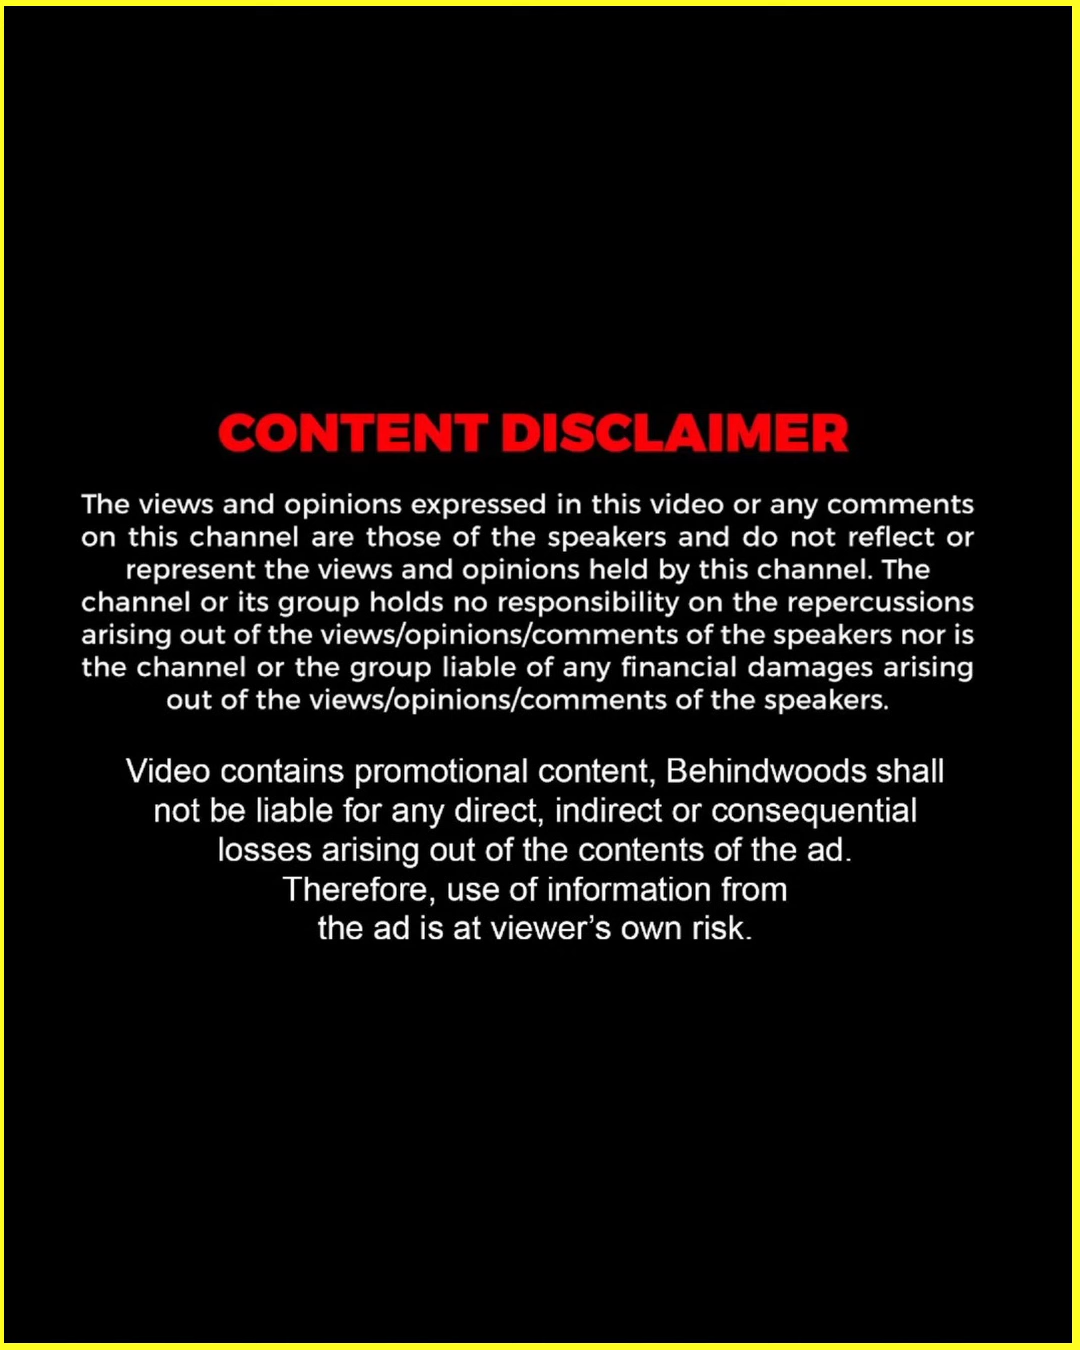 CONTENT DISCLAIMER
The views and opinions expressed in this video or any comments
on this channel are those of the speakers and do not reflect or
represent the views and opinions held by this channel. The
channel or its group holds no responsibility on the repercussions
arising out of the views/opinions/comments of the speakers nor is
the channel or the group liable of any financial damages arising
out of the views/opinions/comments of the speakers.
Video contains promotional content, Behindwoods shall
not be liable for any direct, indirect or consequential
losses arising out of the contents of the ad.
Therefore, use of information from
the ad is at viewer’s own risk.